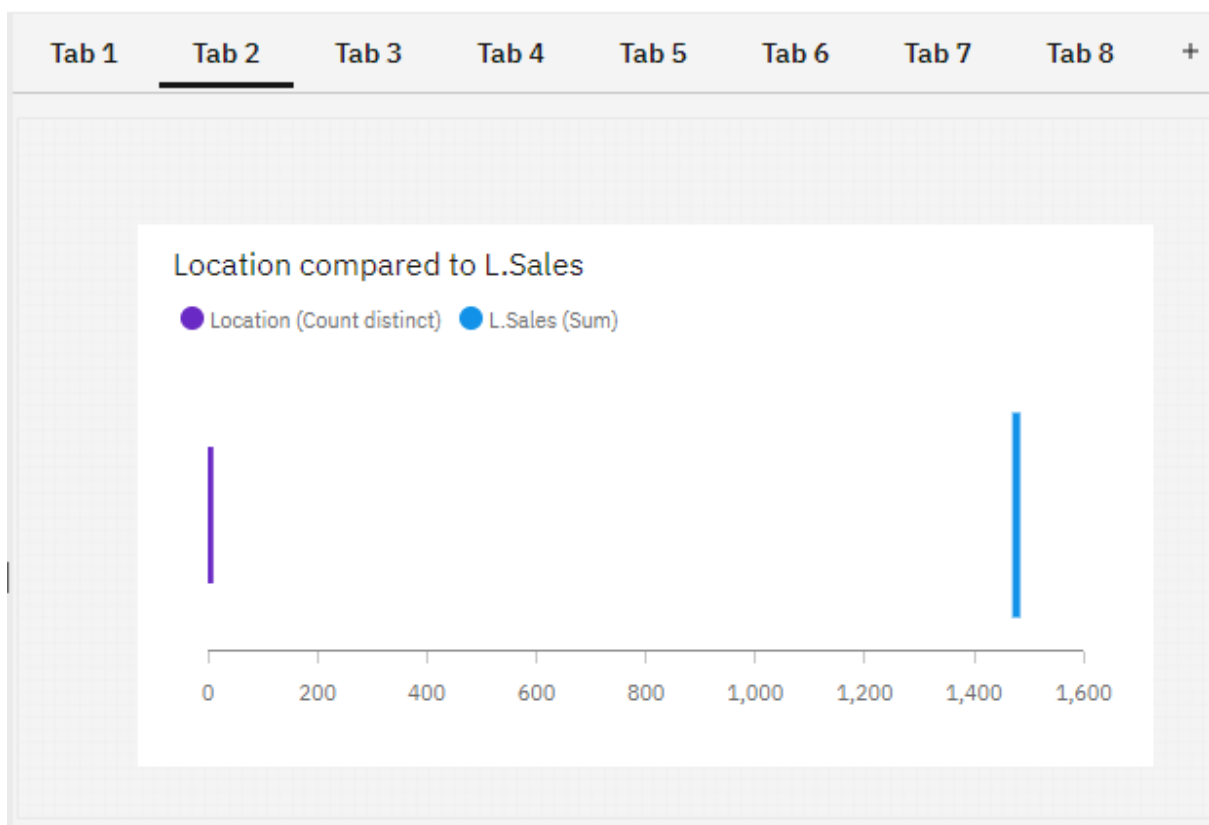 Tab 1 Tab 2 Tab 3 Tab 4 Tab 5 Tab 6 Tab 7 Tab 8 +
Location compared to L.Sales
Location (Count distinct) L.Sales (Sum)
0 200 400 600 800 1,000 1,200 1,400 1,600